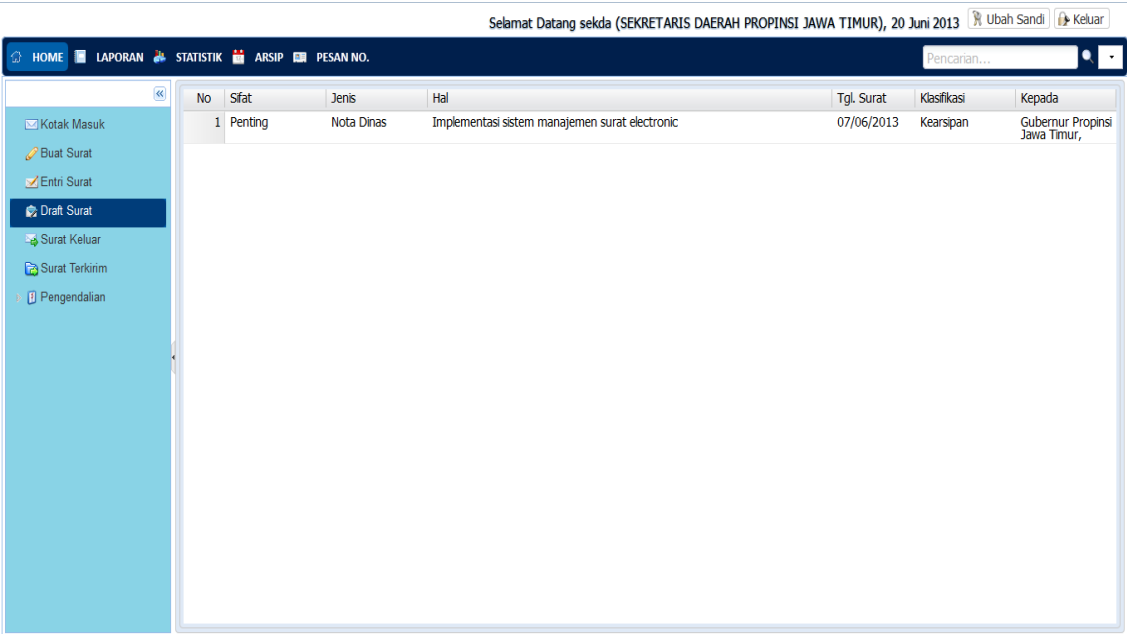 Selamat Datang sekda (SEKRETARIS DAERAH PROPINSI JAWA TIMUR), 20 Juni 2013 Ubah Sandi Keluar
HOME LAPORAN STATISTIK ARSIP PESAN NO. Pencarian...
No Sifat Jenis Hal Tgl. Surat Klasifikasi Kepada
1 Penting Nota Dinas Implementasi sistem manajemen surat electronic 07/06/2013 Kearsipan Gubernur Propinsi
Jawa Timur,
Kotak Masuk
Buat Surat
Entri Surat
Draft Surat
Surat Keluar
Surat Terkirim
Pengendalian